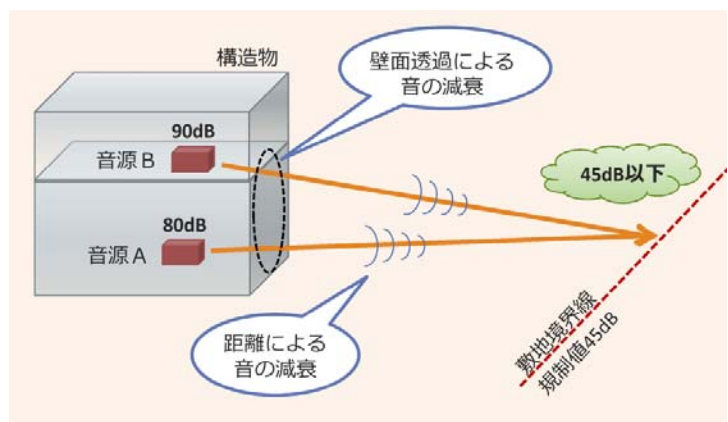 構造物
壁面透過による
音の減衰
90dB
音源B
80dB
音源A
45dB以下
距離による
音の減衰
敷地境界線
規制値45dB